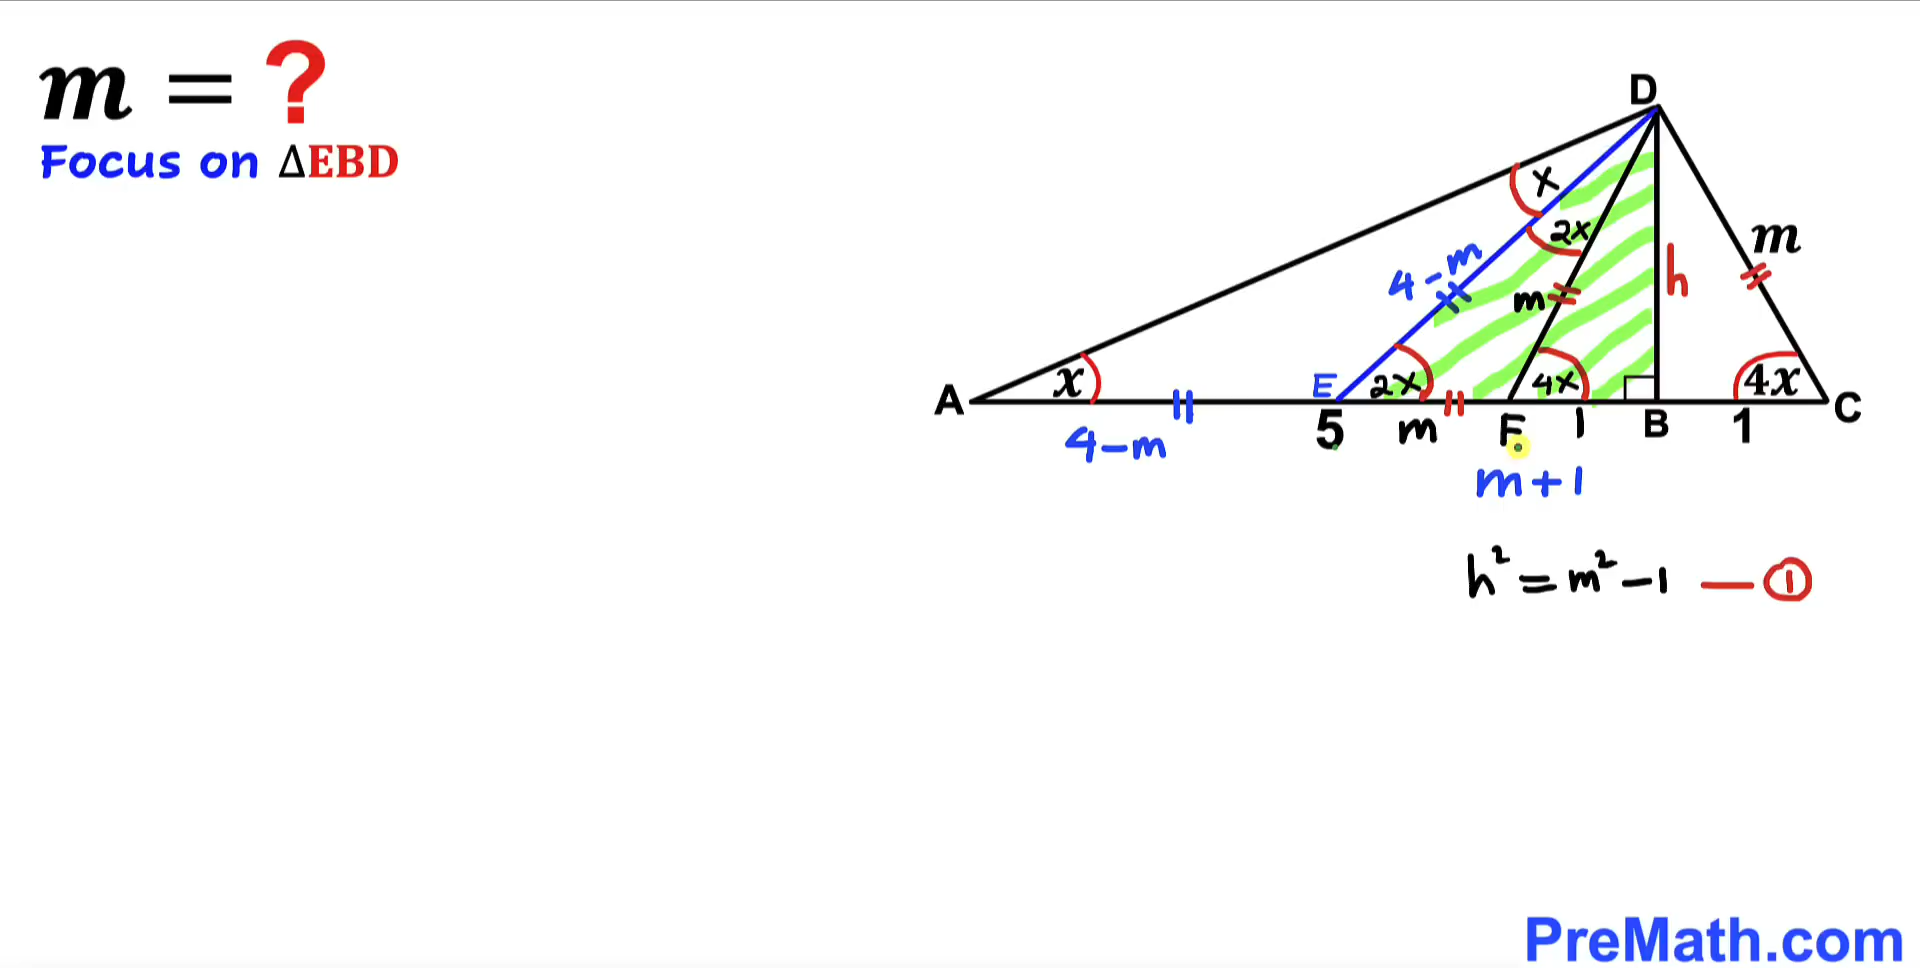 m = ?
Focus on ΔEBD
D
x
2x
m
4-m
h
m
A
x
E
2x
4x
4x
C
5
m
F
1
B
1
4-m
m+1
h² = m² - 1 — ①
PreMath.com